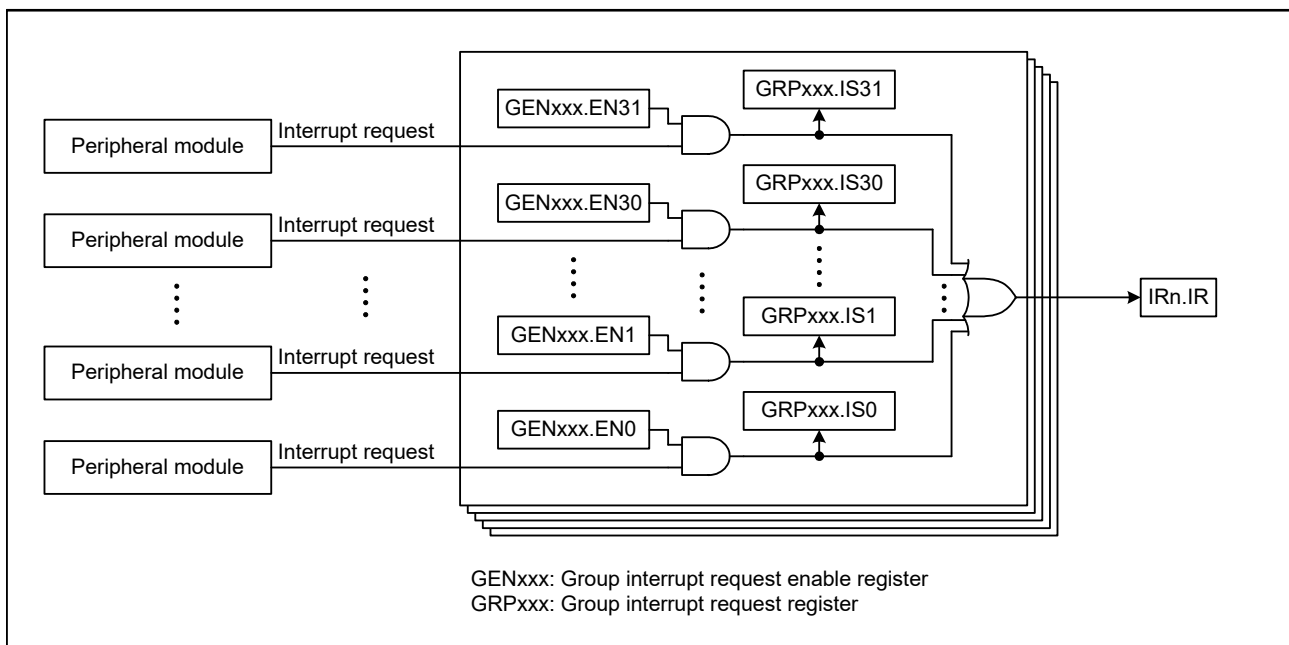 GRPxxx.IS31
GENxxx.EN31
Interrupt request
Peripheral module
GRPxxx.IS30
GENxxx.EN30
Interrupt request
Peripheral module
IRn.IR
GRPxxx.IS1
GENxxx.EN1
Interrupt request
Peripheral module
GRPxxx.IS0
GENxxx.EN0
Interrupt request
Peripheral module
GENxxx: Group interrupt request enable register
GRPxxx: Group interrupt request register